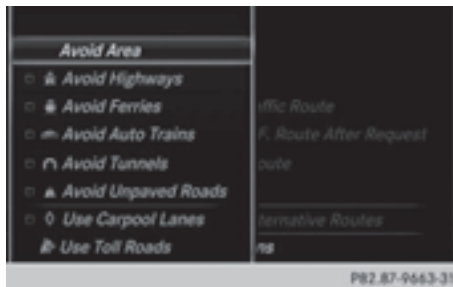 Avoid Area
Avoid Highways
Avoid Ferries
ffic Route
Avoid Auto Trains
F. Route After Request
Avoid Tunnels
oute
Avoid Unpaved Roads
Use Carpool Lanes
ternative Routes
Use Toll Roads
ns
P82.87-9663-31